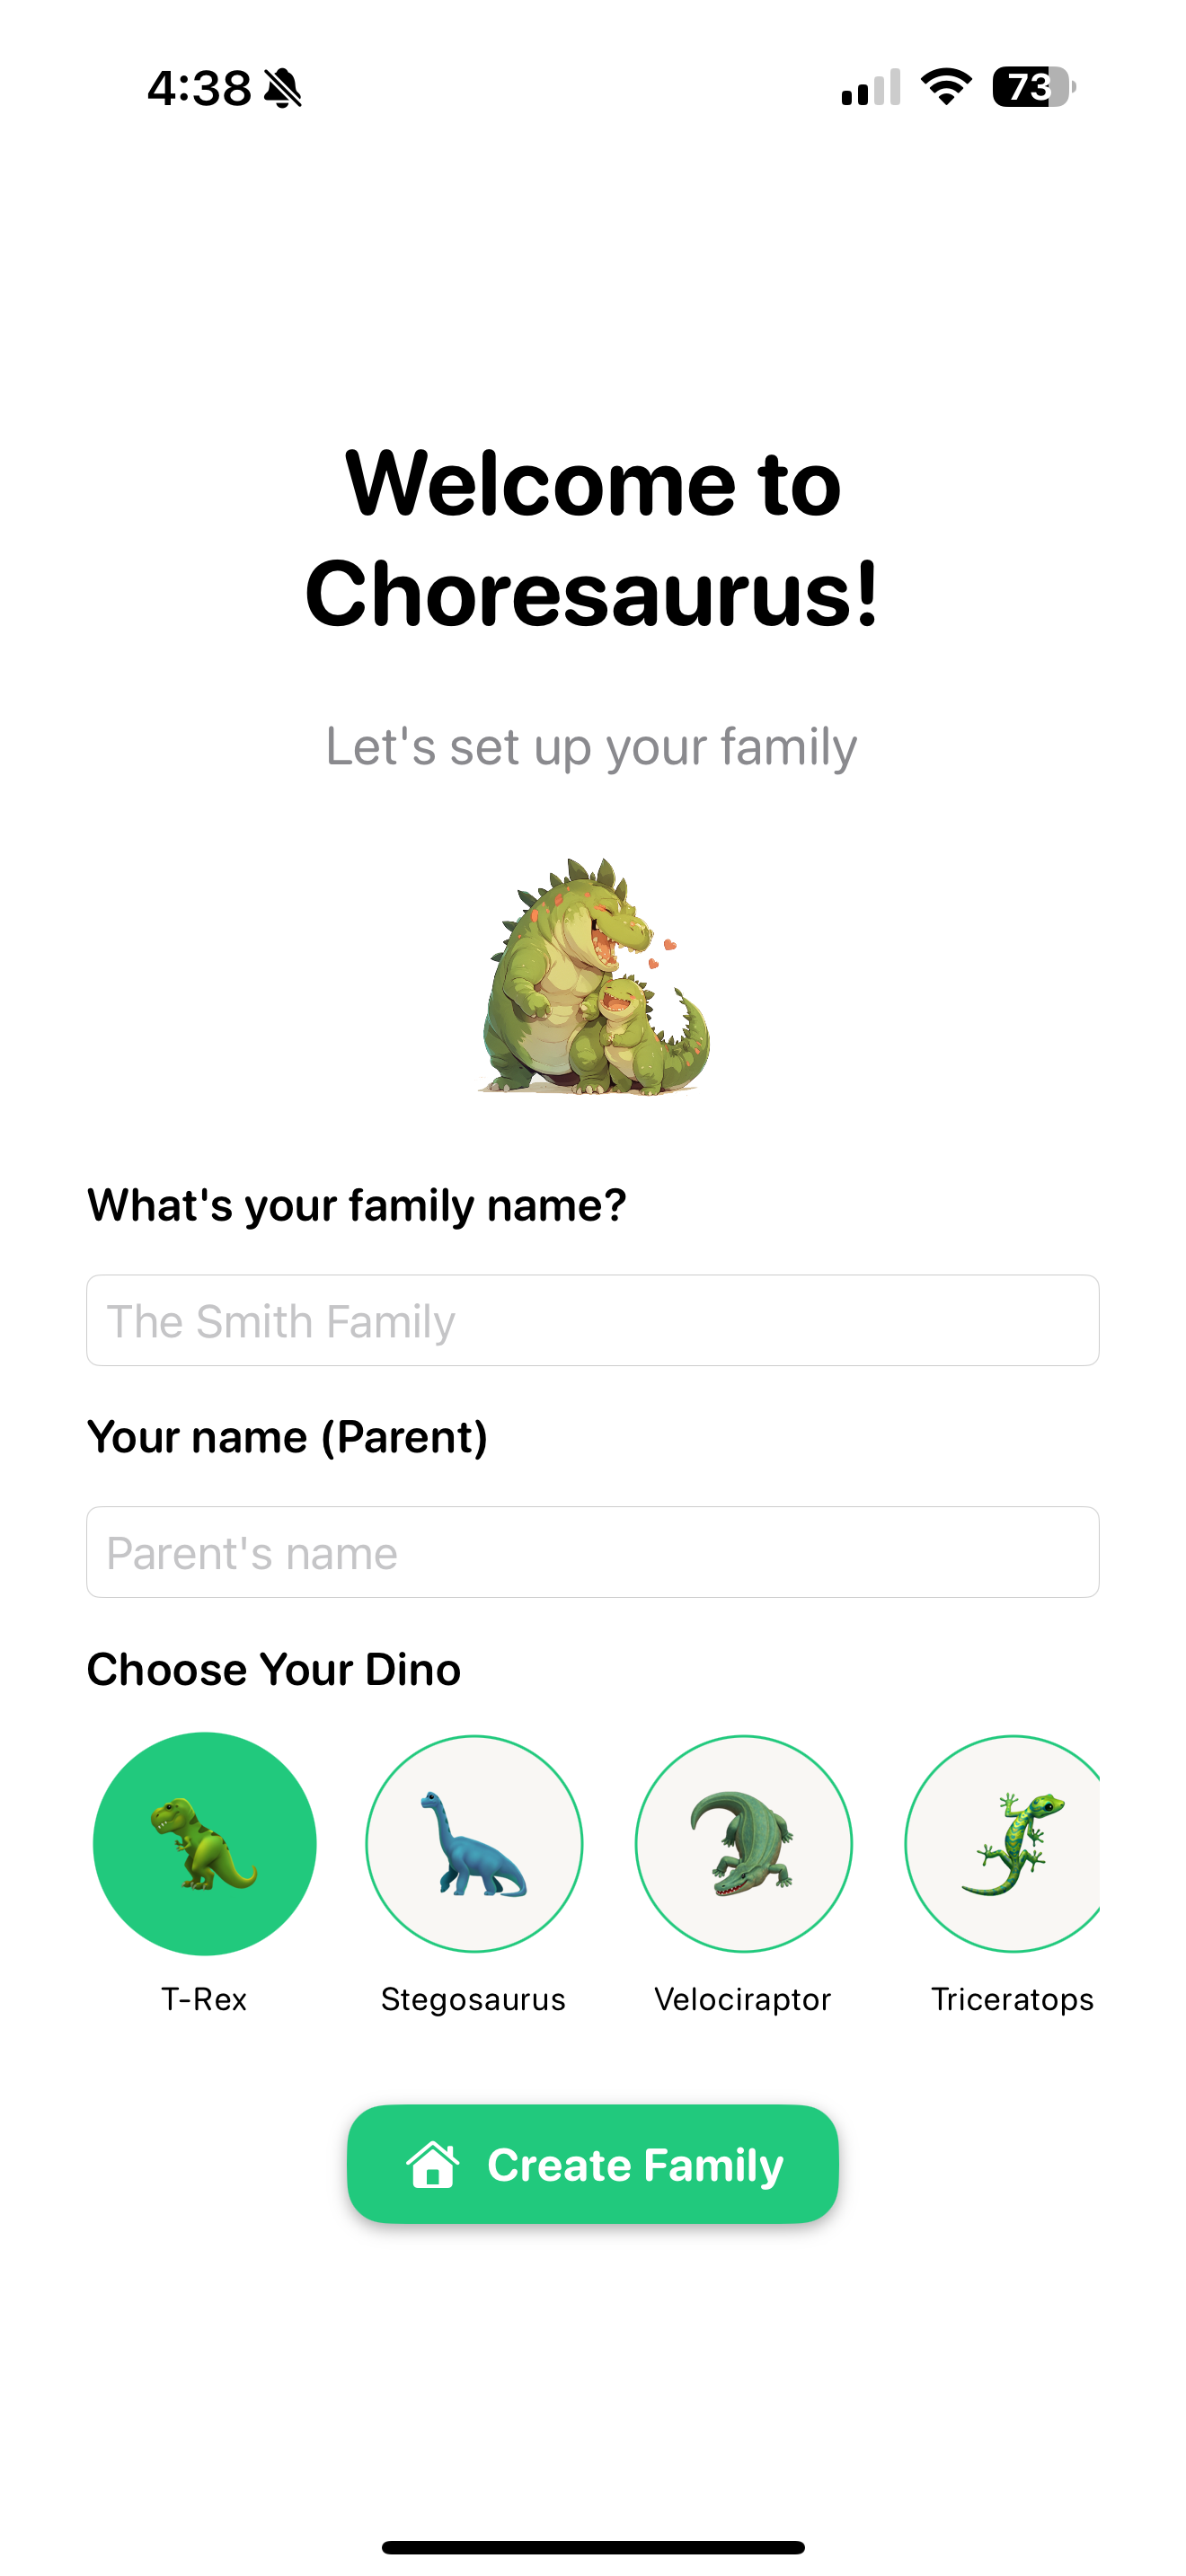 4:38
73
Welcome to
Choresaurus!
Let's set up your family
What's your family name?
The Smith Family
Your name (Parent)
Parent's name
Choose Your Dino
T-Rex Stegosaurus Velociraptor Triceratops
Create Family